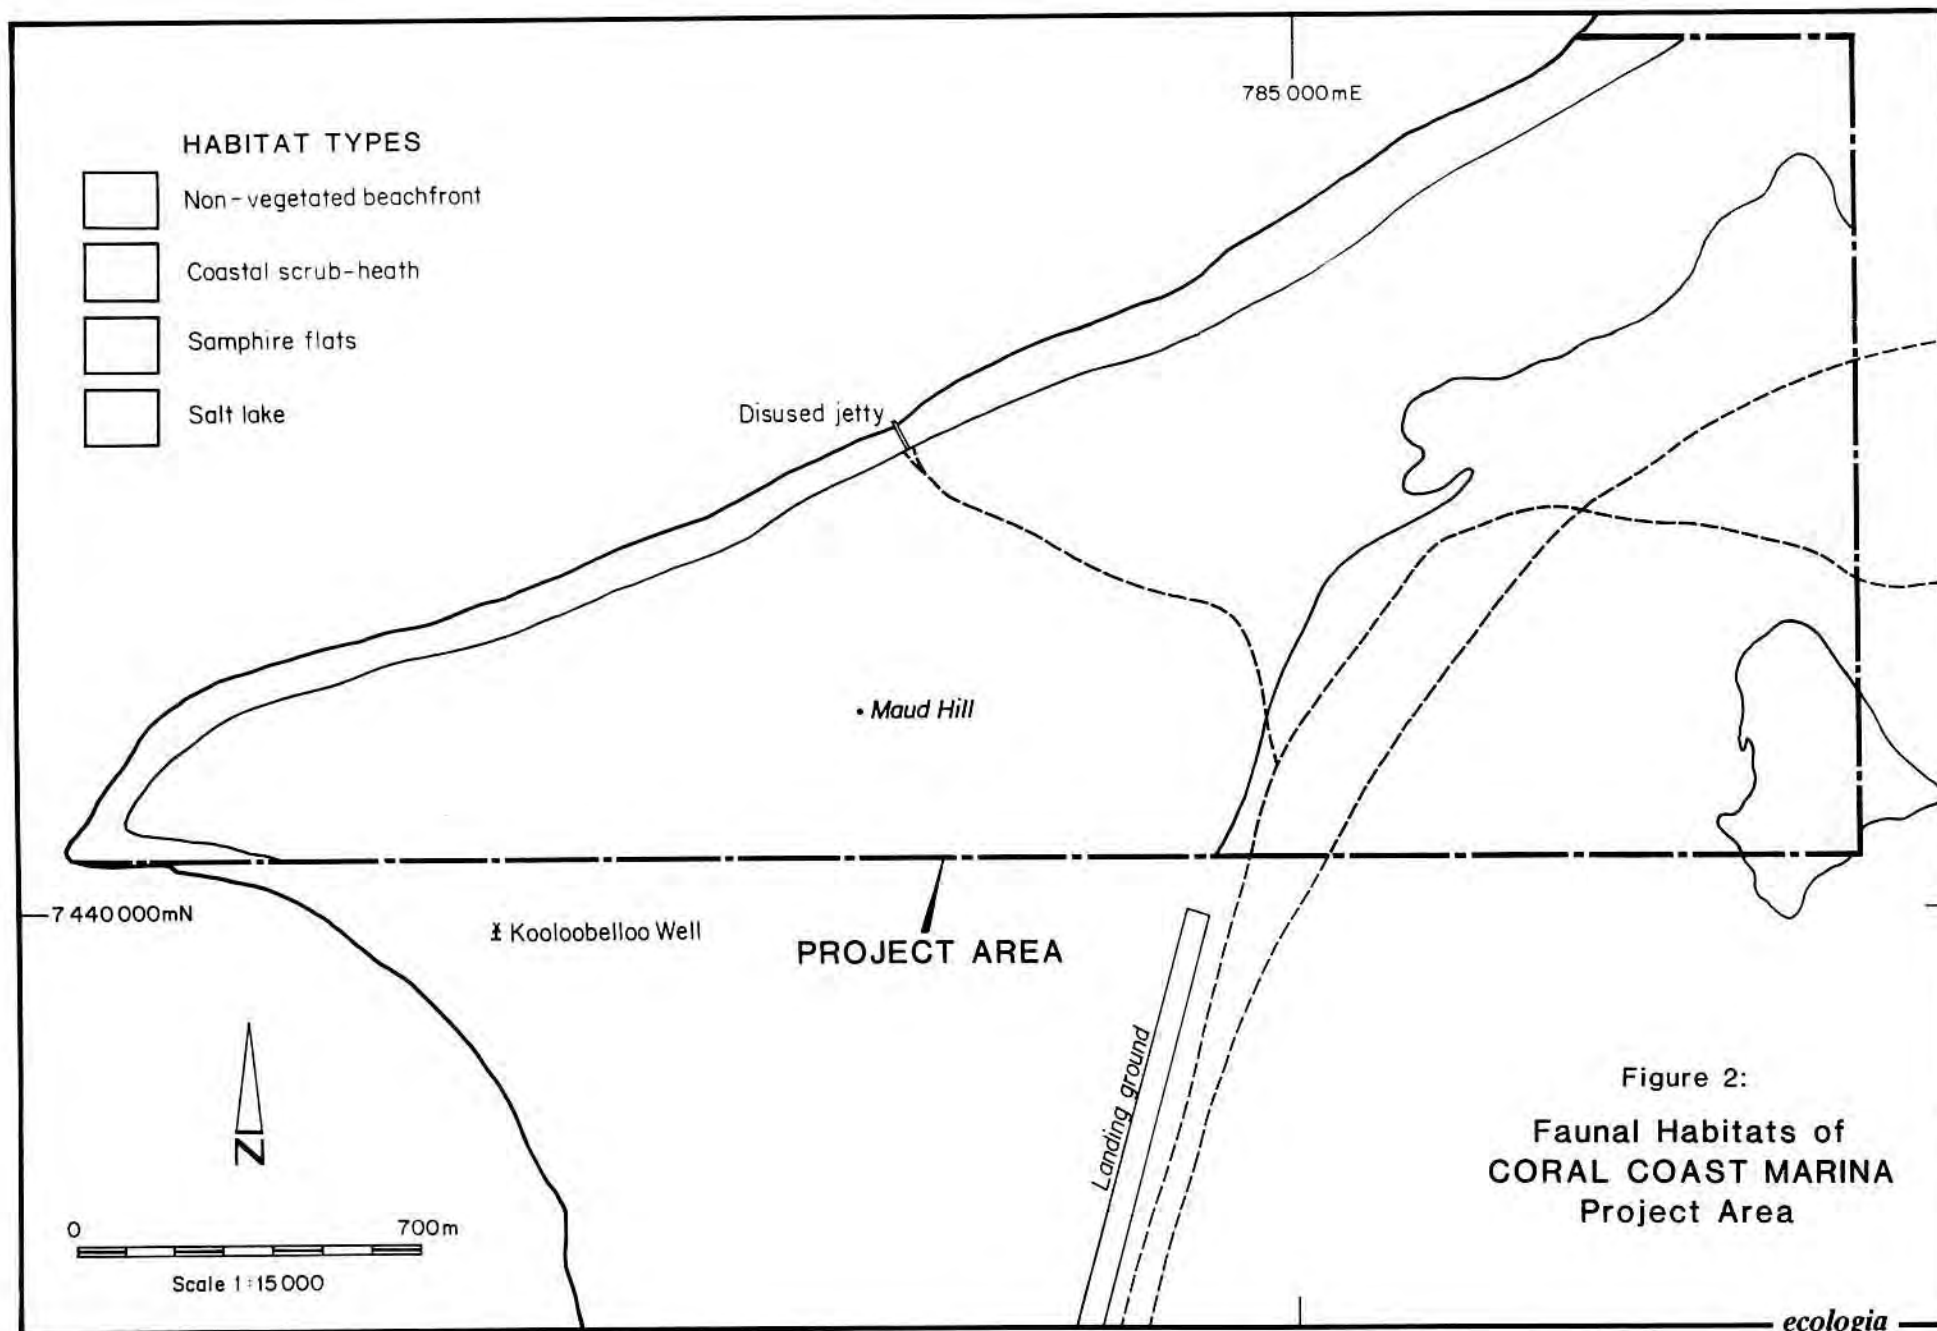 785 000mE
HABITAT TYPES
Non-vegetated beachfront
Coastal scrub-heath
Samphire flats
Salt lake
Disused jetty
• Maud Hill
7 440 000mN
Kooloobelloo Well
PROJECT AREA
Landing ground
N
0 700m
Scale 1:15 000
Figure 2:
Faunal Habitats of
CORAL COAST MARINA
Project Area
ecologia